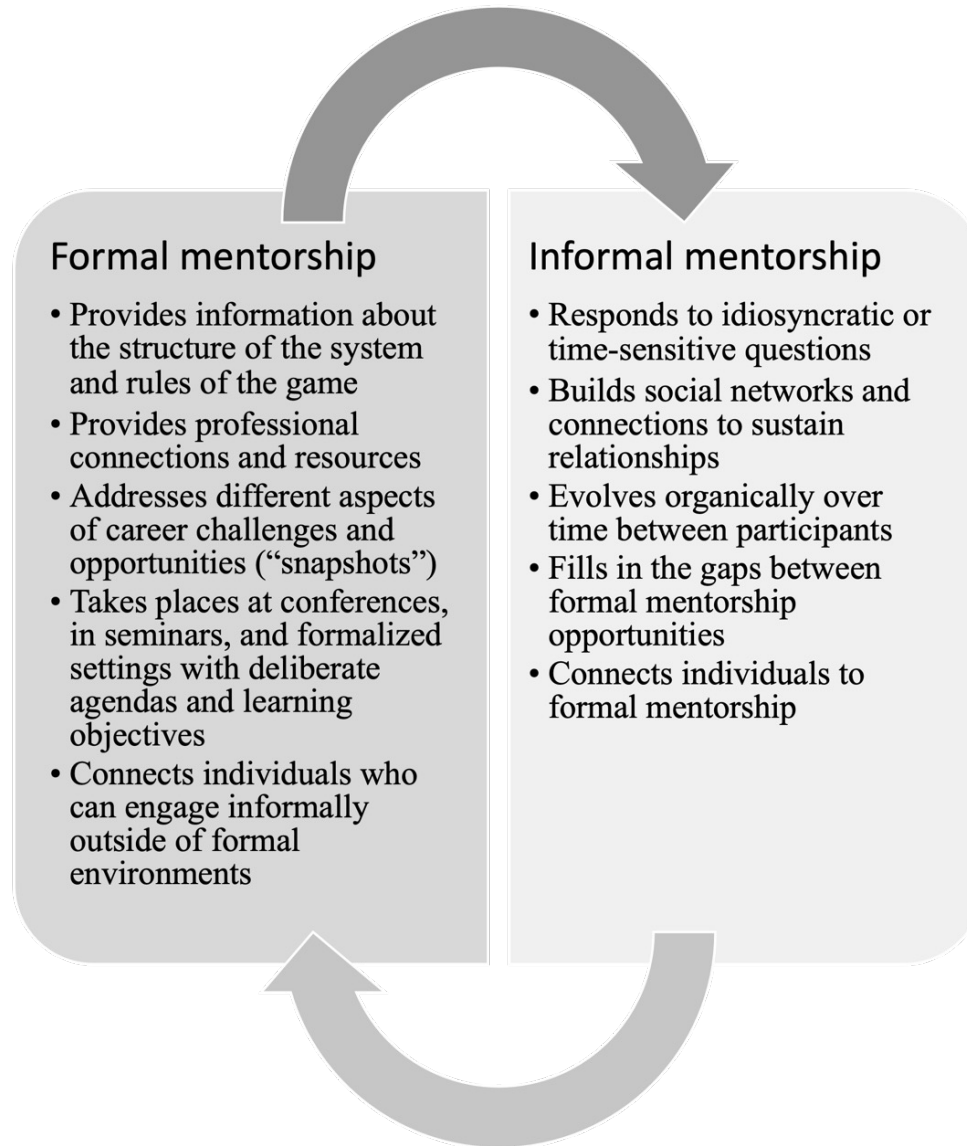 Formal mentorship
• Provides information about
the structure of the system
and rules of the game
• Provides professional
connections and resources
• Addresses different aspects
of career challenges and
opportunities (“snapshots”)
• Takes places at conferences,
in seminars, and formalized
settings with deliberate
agendas and learning
objectives
• Connects individuals who
can engage informally
outside of formal
environments
Informal mentorship
• Responds to idiosyncratic or
time-sensitive questions
• Builds social networks and
connections to sustain
relationships
• Evolves organically over
time between participants
• Fills in the gaps between
formal mentorship
opportunities
• Connects individuals to
formal mentorship